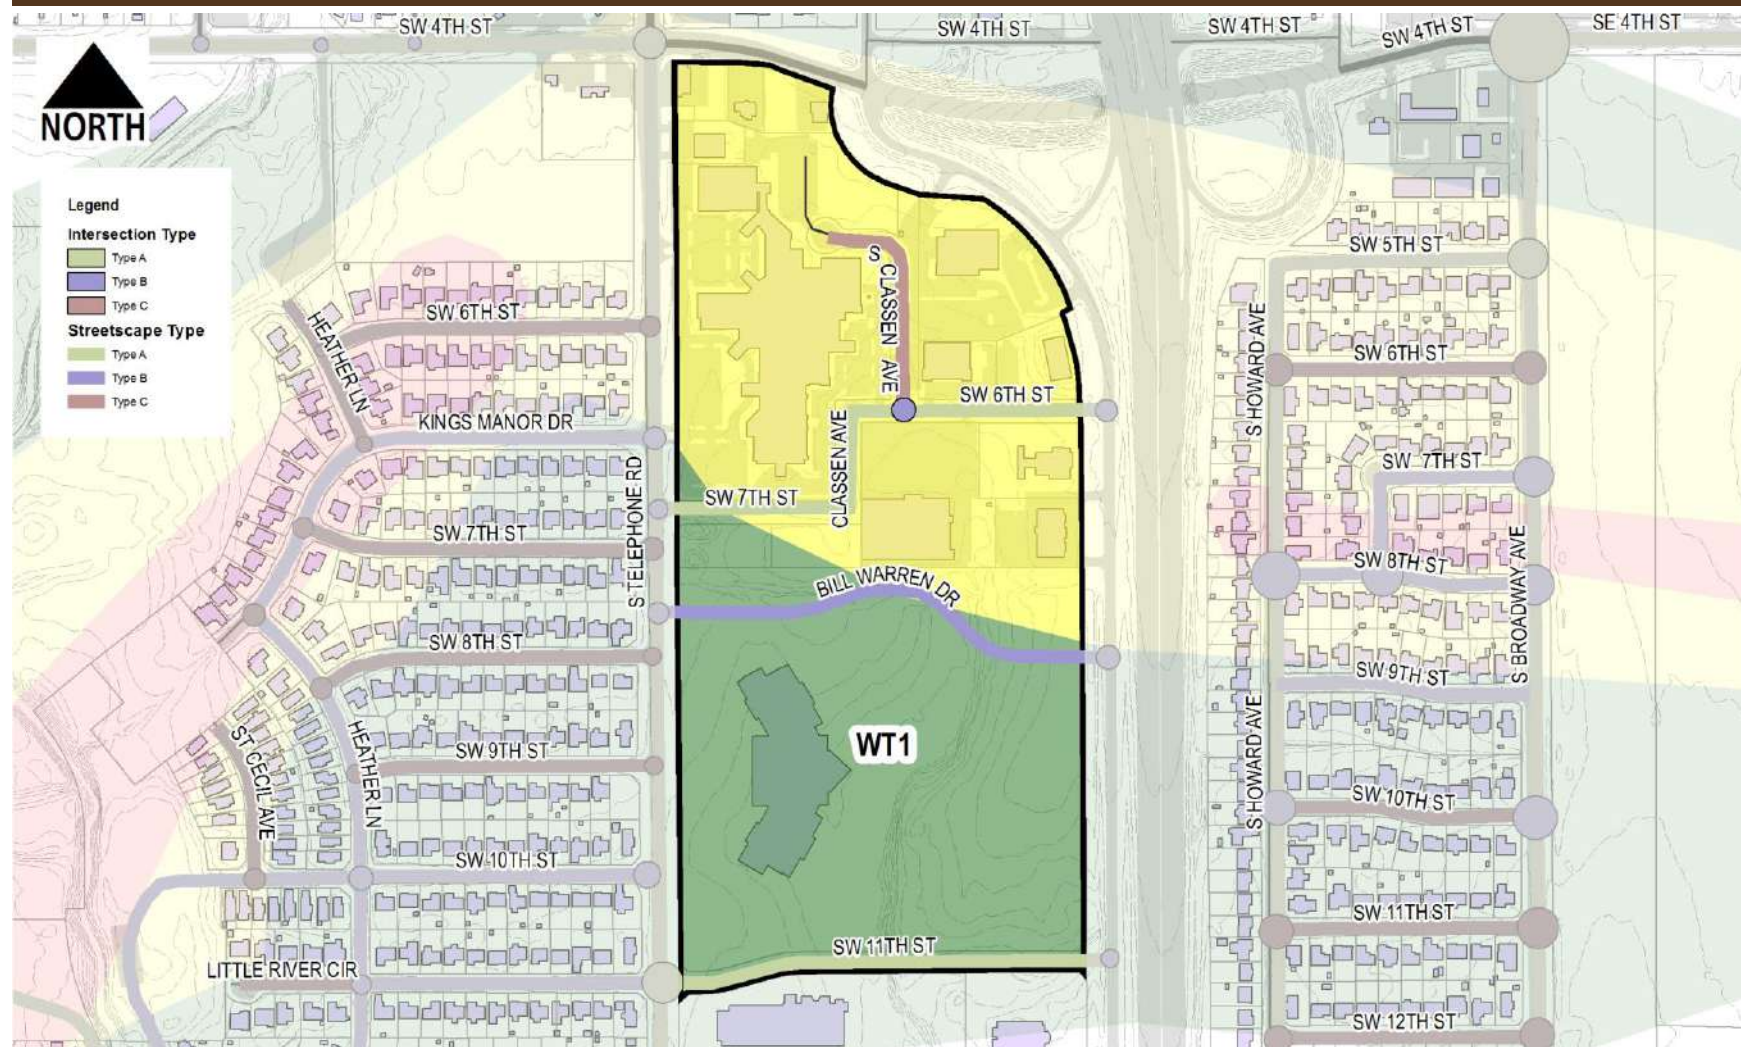 SW 4TH ST
SW 4TH ST
SW 4TH ST
SW 4TH ST
SE 4TH ST
NORTH
Legend
Intersection Type
Type A
Type B
Type C
Streetscape Type
Type A
Type B
Type C
HEATHER LN
SW 6TH ST
KINGS MANOR DR
SW 7TH ST
SW 8TH ST
SW 9TH ST
ST CECIL AVE
HEATHER LN
SW 10TH ST
LITTLE RIVER CIR
S TELEPHONE RD
S CLASSEN AVE
SW 6TH ST
CLASSEN AVE
SW 7TH ST
BILL WARREN DR
WT1
SW 11TH ST
S HOWARD AVE
SW 5TH ST
SW 6TH ST
SW 7TH ST
SW 8TH ST
S BROADWAY AVE
SW 9TH ST
S HOWARD AVE
SW 10TH ST
SW 11TH ST
SW 12TH ST